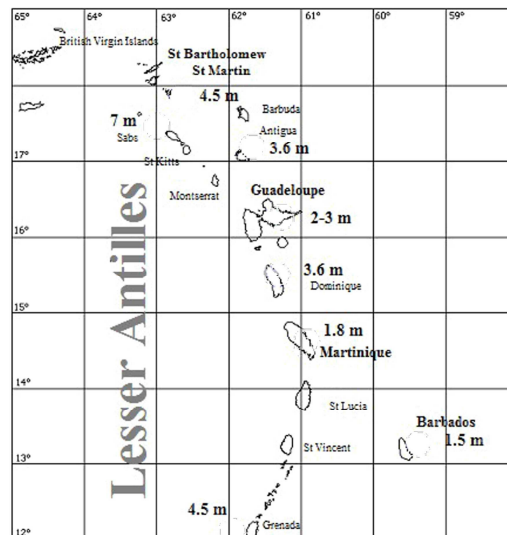 65° 64° 63° 62° 61° 60° 59°
British Virgin Islands
St Bartholomew
St Martin
4.5 m
Barbuda
7 m°
Sabs
Antigua
3.6 m
St Kitts
17°
Montserrat
Guadeloupe
2-3 m
16°
3.6 m
Dominique
15°
1.8 m
Martinique
14°
St Lucia
Barbados
1.5 m
St Vincent
13°
4.5 m
Grenada
12°
Lesser Antilles